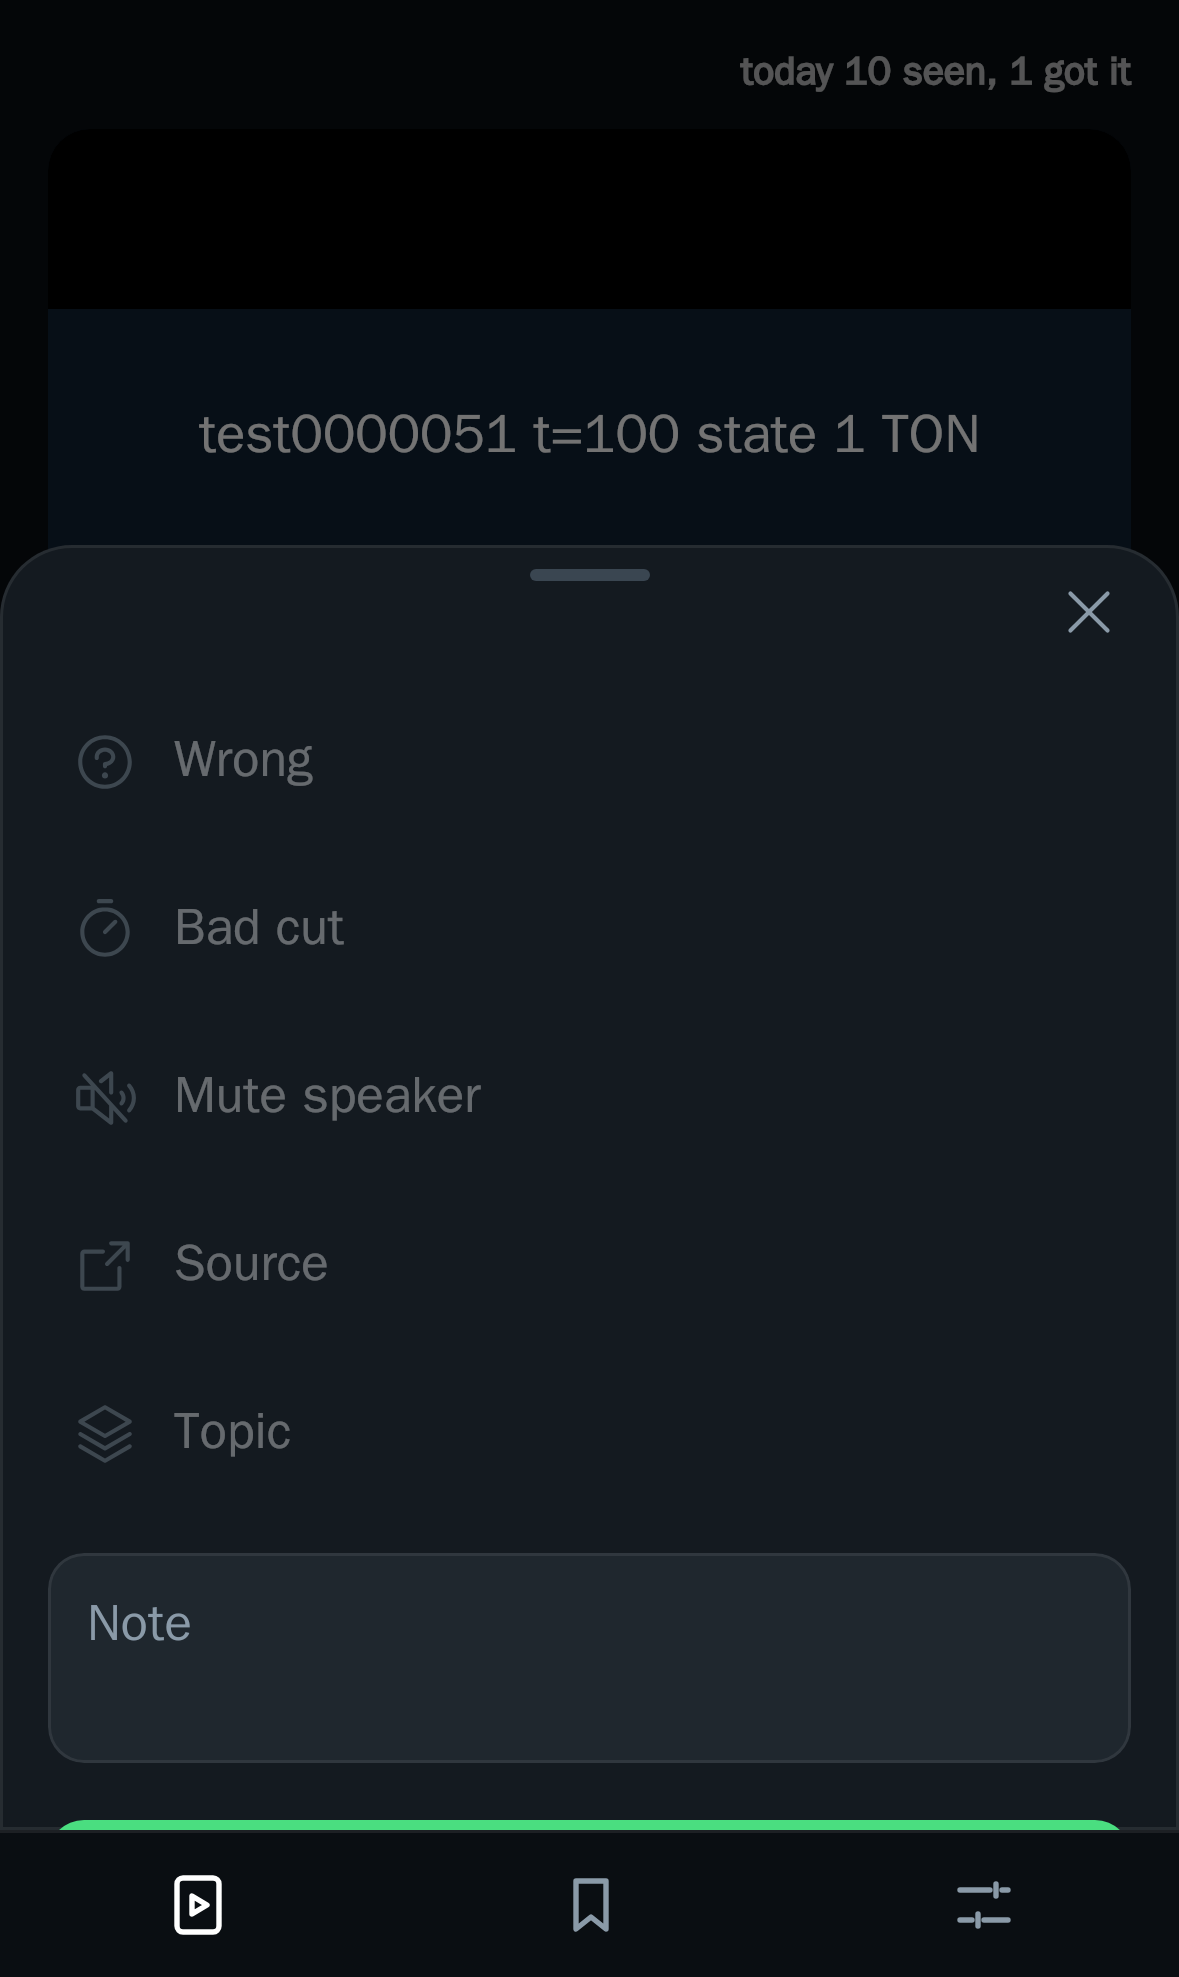 today 10 seen, 1 got it
test0000051 t=100 state 1 TON
Wrong
Bad cut
Mute speaker
Source
Topic
Note